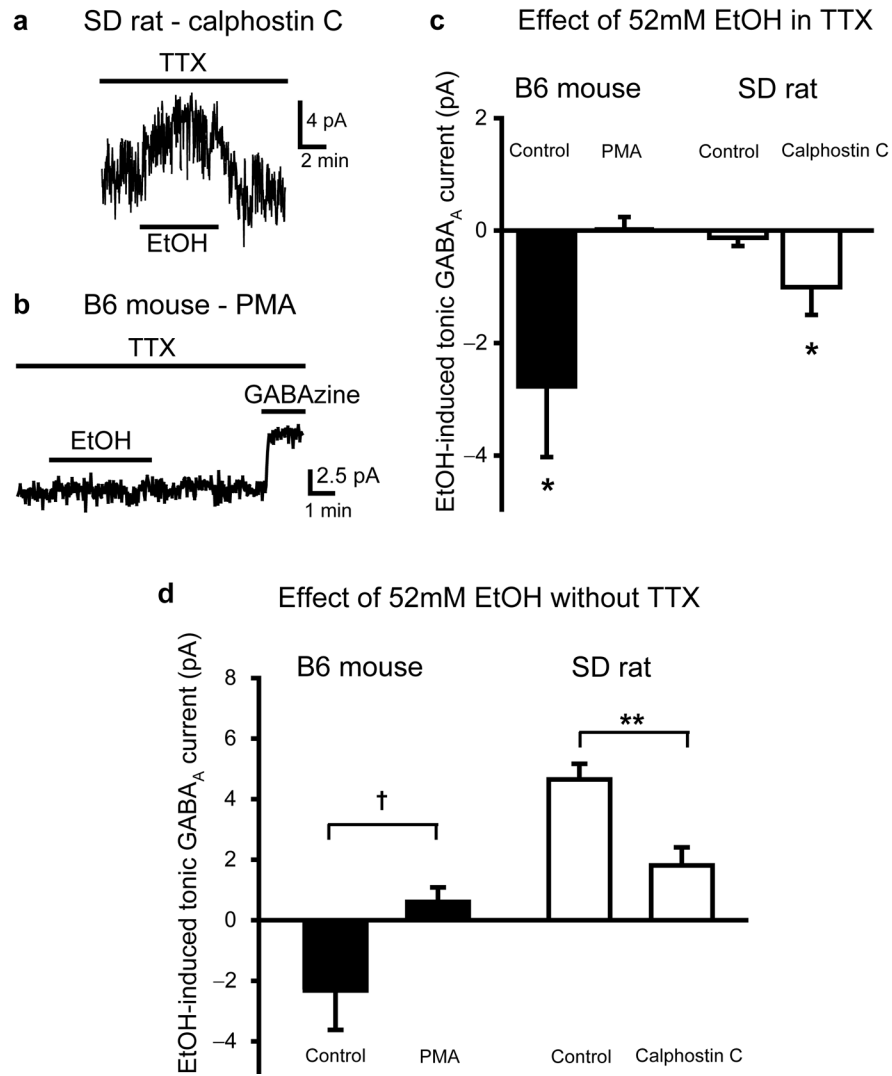 a SD rat - calphostin C
TTX
4 pA
2 min
EtOH
b B6 mouse - PMA
TTX
GABAzine
EtOH
2.5 pA
1 min
c Effect of 52mM EtOH in TTX
EtOH-induced tonic GABA_A current (pA)
B6 mouse SD rat
Control PMA Control Calphostin C
2
0
−2
−4
*
*
d Effect of 52mM EtOH without TTX
EtOH-induced tonic GABA_A current (pA)
B6 mouse SD rat
8
6
4
2
0
−2
−4
†
**
Control PMA Control Calphostin C